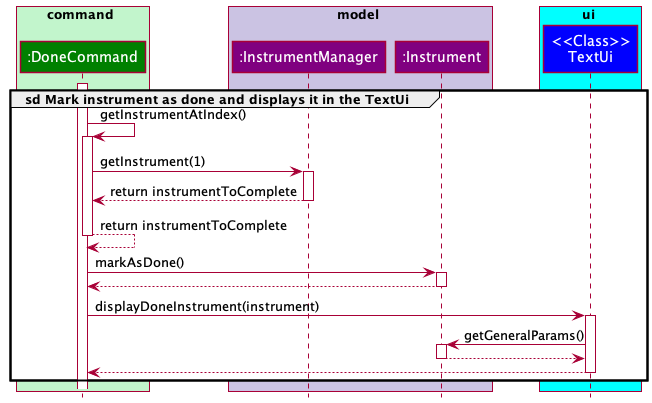 command
model
ui
:DoneCommand
:InstrumentManager
:Instrument
<<Class>>
TextUi
sd Mark instrument as done and displays it in the TextUi
getInstrumentAtIndex()
getInstrument(1)
return instrumentToComplete
return instrumentToComplete
markAsDone()
displayDoneInstrument(instrument)
getGeneralParams()